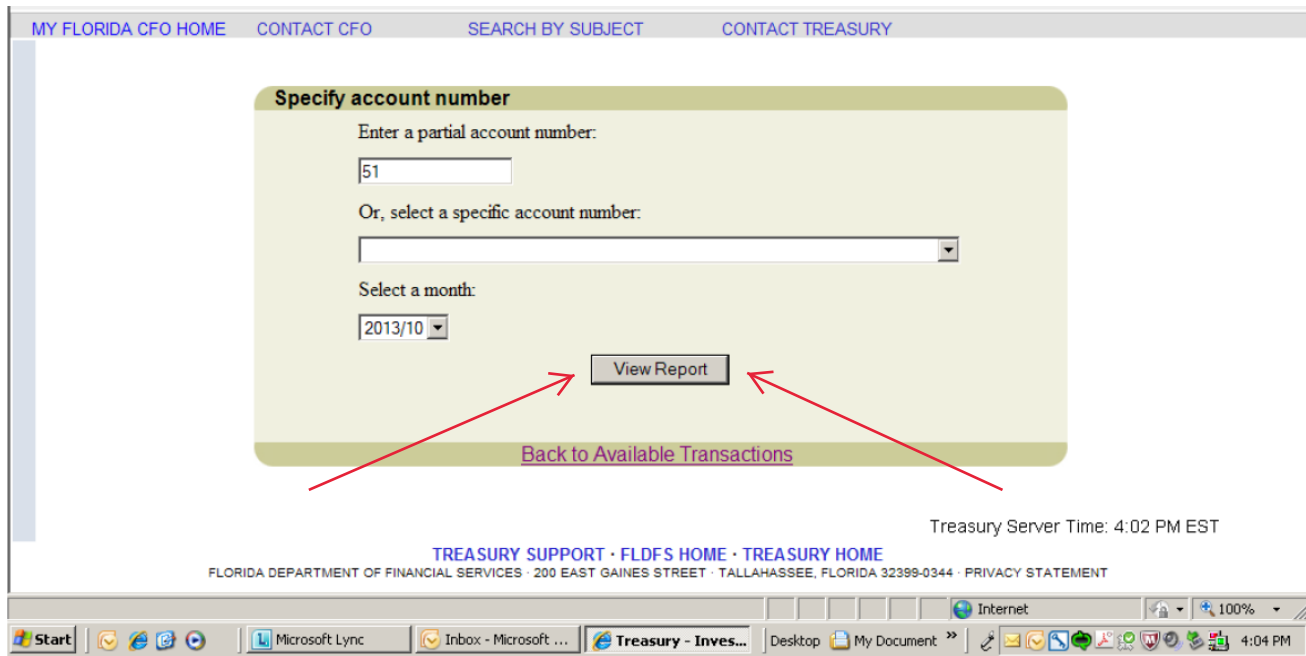 MY FLORIDA CFO HOME CONTACT CFO SEARCH BY SUBJECT CONTACT TREASURY
Specify account number
Enter a partial account number:
51
Or, select a specific account number:
Select a month:
2013/10
View Report
Back to Available Transactions
Treasury Server Time: 4:02 PM EST
TREASURY SUPPORT · FLDFS HOME · TREASURY HOME
FLORIDA DEPARTMENT OF FINANCIAL SERVICES · 200 EAST GAINES STREET · TALLAHASSEE, FLORIDA 32399-0344 · PRIVACY STATEMENT
Internet 100%
Start Microsoft Lync Inbox - Microsoft ... Treasury - Inves... Desktop My Document » 4:04 PM